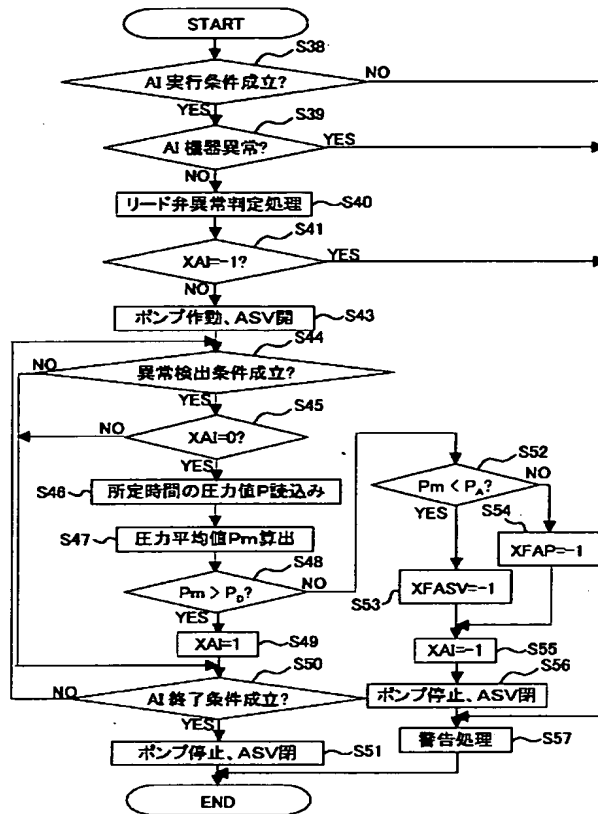 START
S38
AI 実行条件成立?
NO
YES
S39
AI 機器異常?
YES
NO
リード弁異常判定処理
S40
S41
XAI=-1?
YES
NO
ポンプ作動、ASV開
S43
S44
NO
異常検出条件成立?
YES
S45
NO
XAI=0?
YES
S46
所定時間の圧力値P読込み
S47
圧力平均値Pm算出
S48
Pm > PD?
NO
YES
XAI=1
S49
S50
NO
AI 終了条件成立?
YES
ポンプ停止、ASV閉
S51
S52
Pm < PA?
NO
YES
S54
XFAP=-1
S53
XFASV=-1
XAI=-1
S55
S56
ポンプ停止、ASV閉
警告処理
S57
END